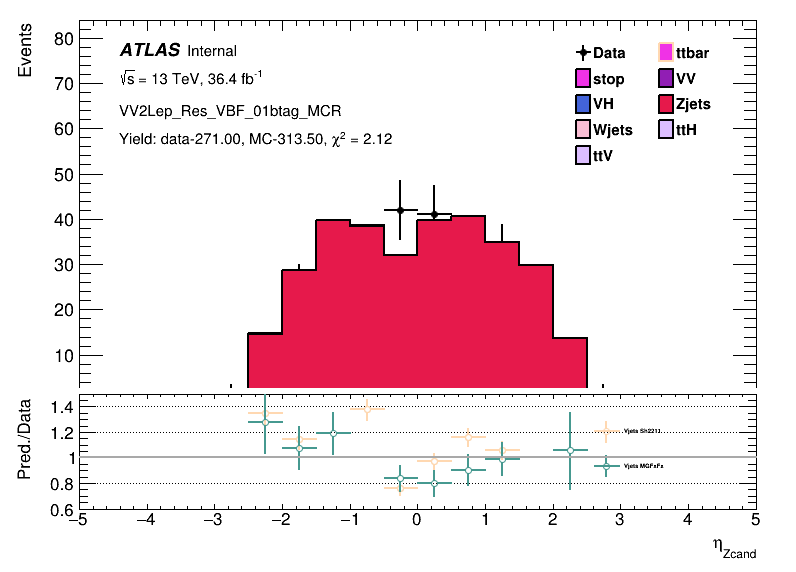 Events
80
70
60
50
40
30
20
10
ATLAS Internal
√s = 13 TeV, 36.4 fb⁻¹
VV2Lep_Res_VBF_01btag_MCR
Yield: data-271.00, MC-313.50, χ² = 2.12
Data
ttbar
stop
VV
VH
Zjets
Wjets
ttH
ttV
Pred./Data
1.4
1.2
1
0.8
0.6
Vjets Sh2211
Vjets MGFxFx
−5 −4 −3 −2 −1 0 1 2 3 4 5
η_Zcand